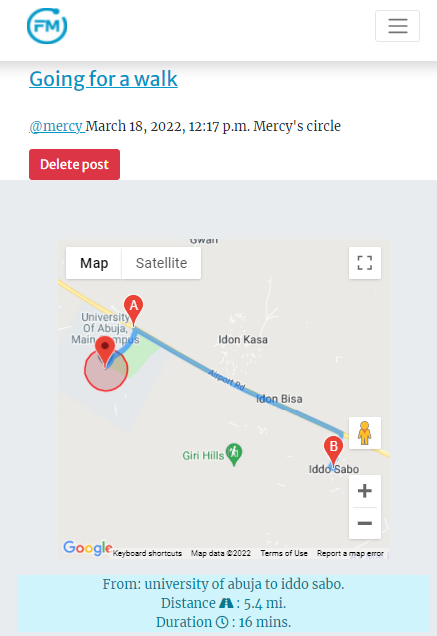 FM
Going for a walk
@mercy March 18, 2022, 12:17 p.m. Mercy's circle
Delete post
Gwari
Map Satellite
A
University
Of Abuja,
Main Campus
Idon Kasa
Airport Rd
Idon Bisa
B
Giri Hills
Iddo Sabo
Google Keyboard shortcuts Map data ©2022 Terms of Use Report a map error
From: university of abuja to iddo sabo.
Distance : 5.4 mi.
Duration : 16 mins.